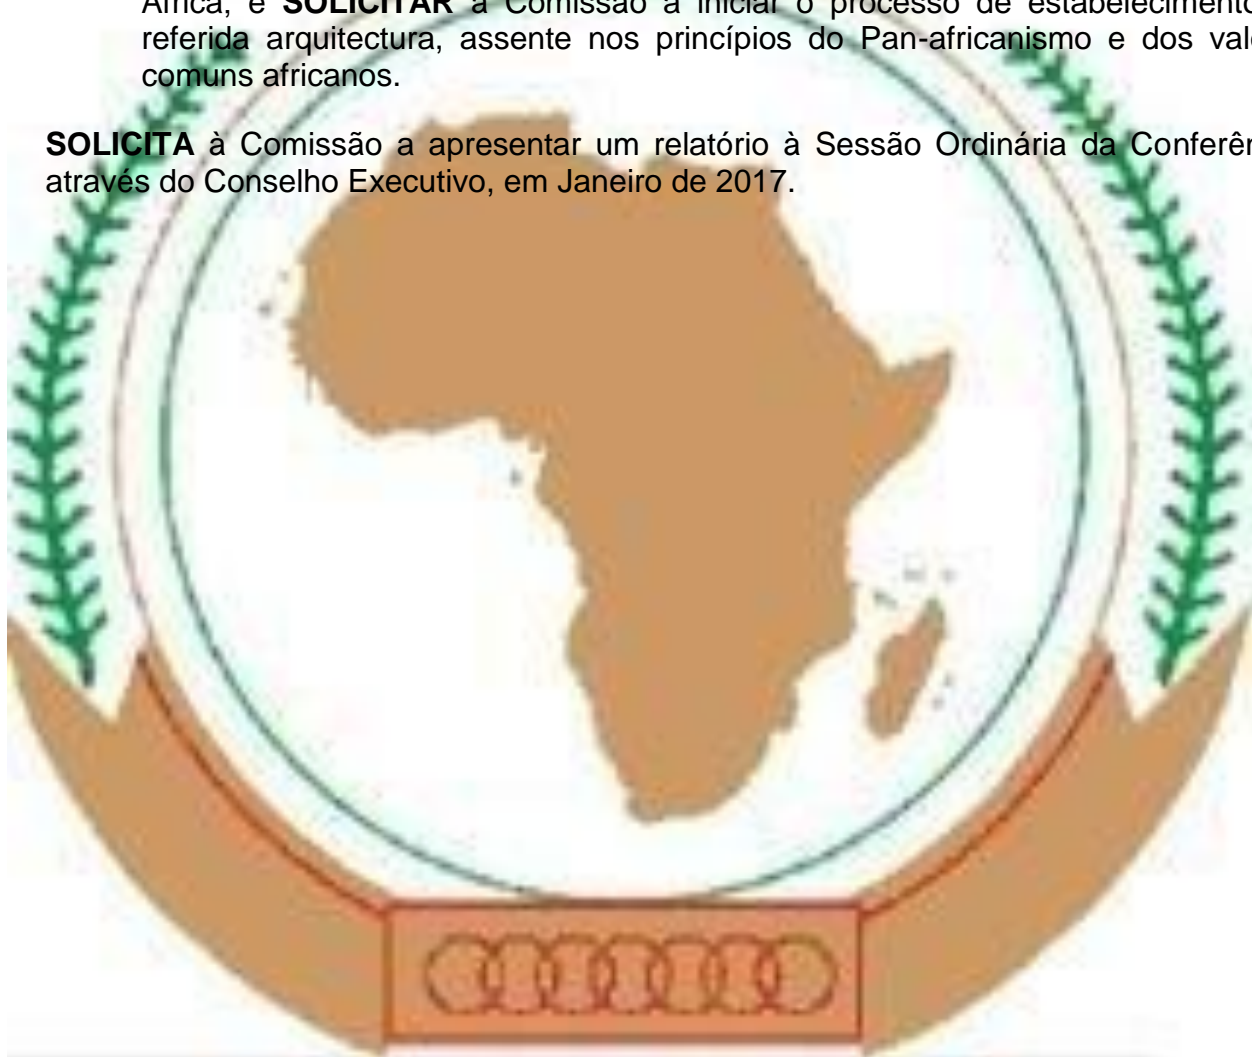 África, e SOLICITAR à Comissão a iniciar o processo de estabelecimento
referida arquitectura, assente nos princípios do Pan-africanismo e dos val
comuns africanos.
SOLICITA à Comissão a apresentar um relatório à Sessão Ordinária da Conferên
através do Conselho Executivo, em Janeiro de 2017.